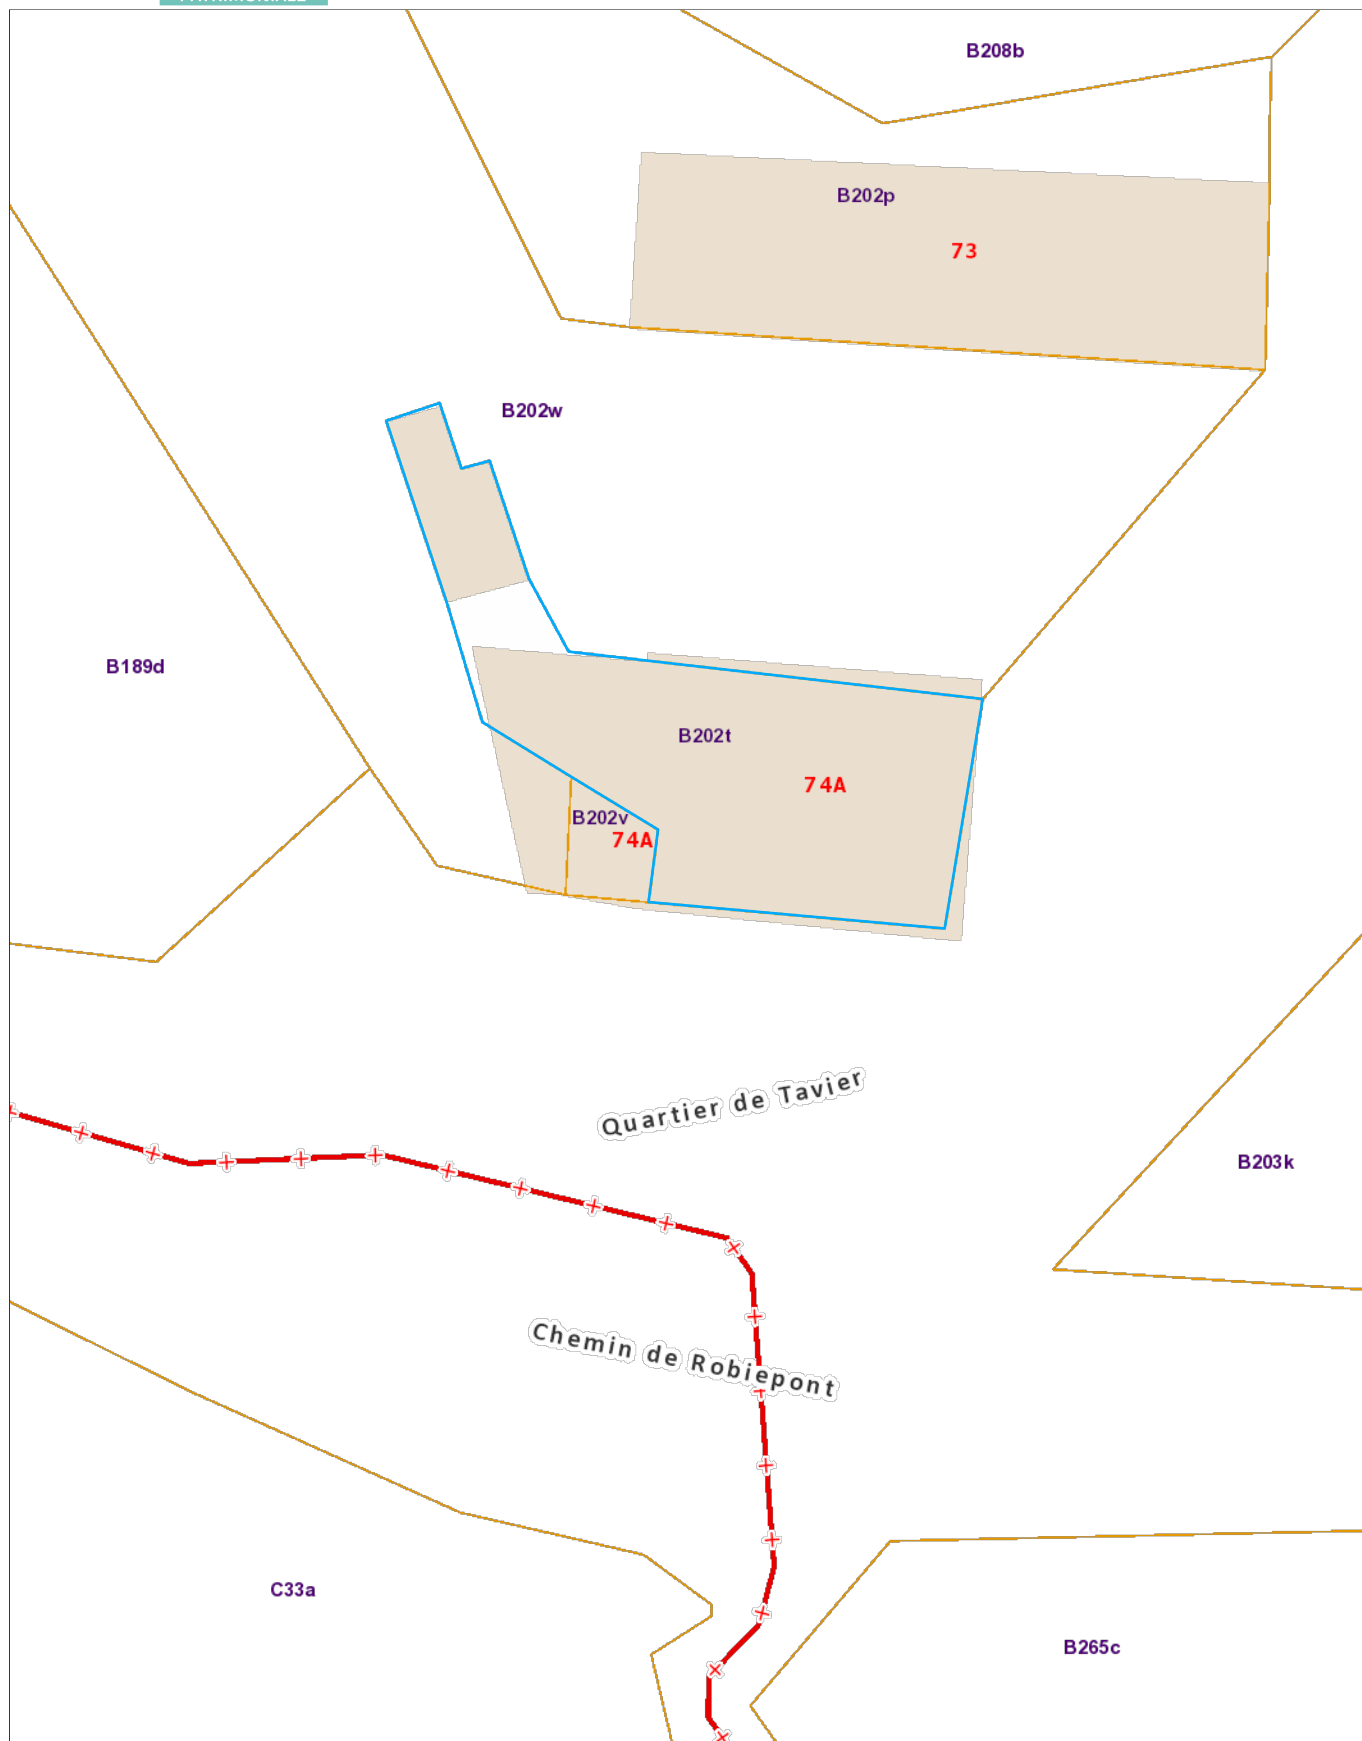 B208b
B202p
73
B202w
B189d
B202t
74A
B202v
74A
Quartier de Tavier
B203k
Chemin de Robiepont
C33a
B265c